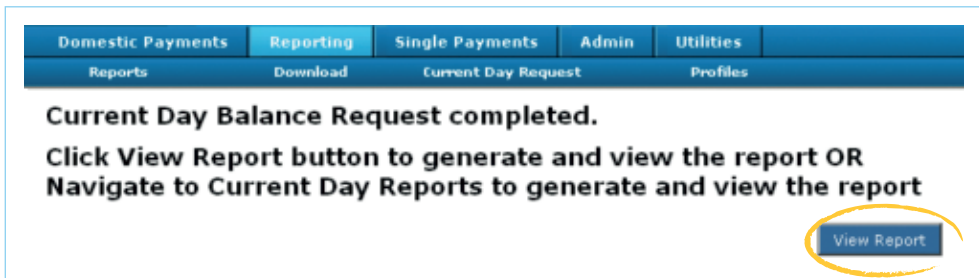 Domestic Payments Reporting Single Payments Admin Utilities
Reports Download Current Day Request Profiles
Current Day Balance Request completed.
Click View Report button to generate and view the report OR
Navigate to Current Day Reports to generate and view the report
View Report